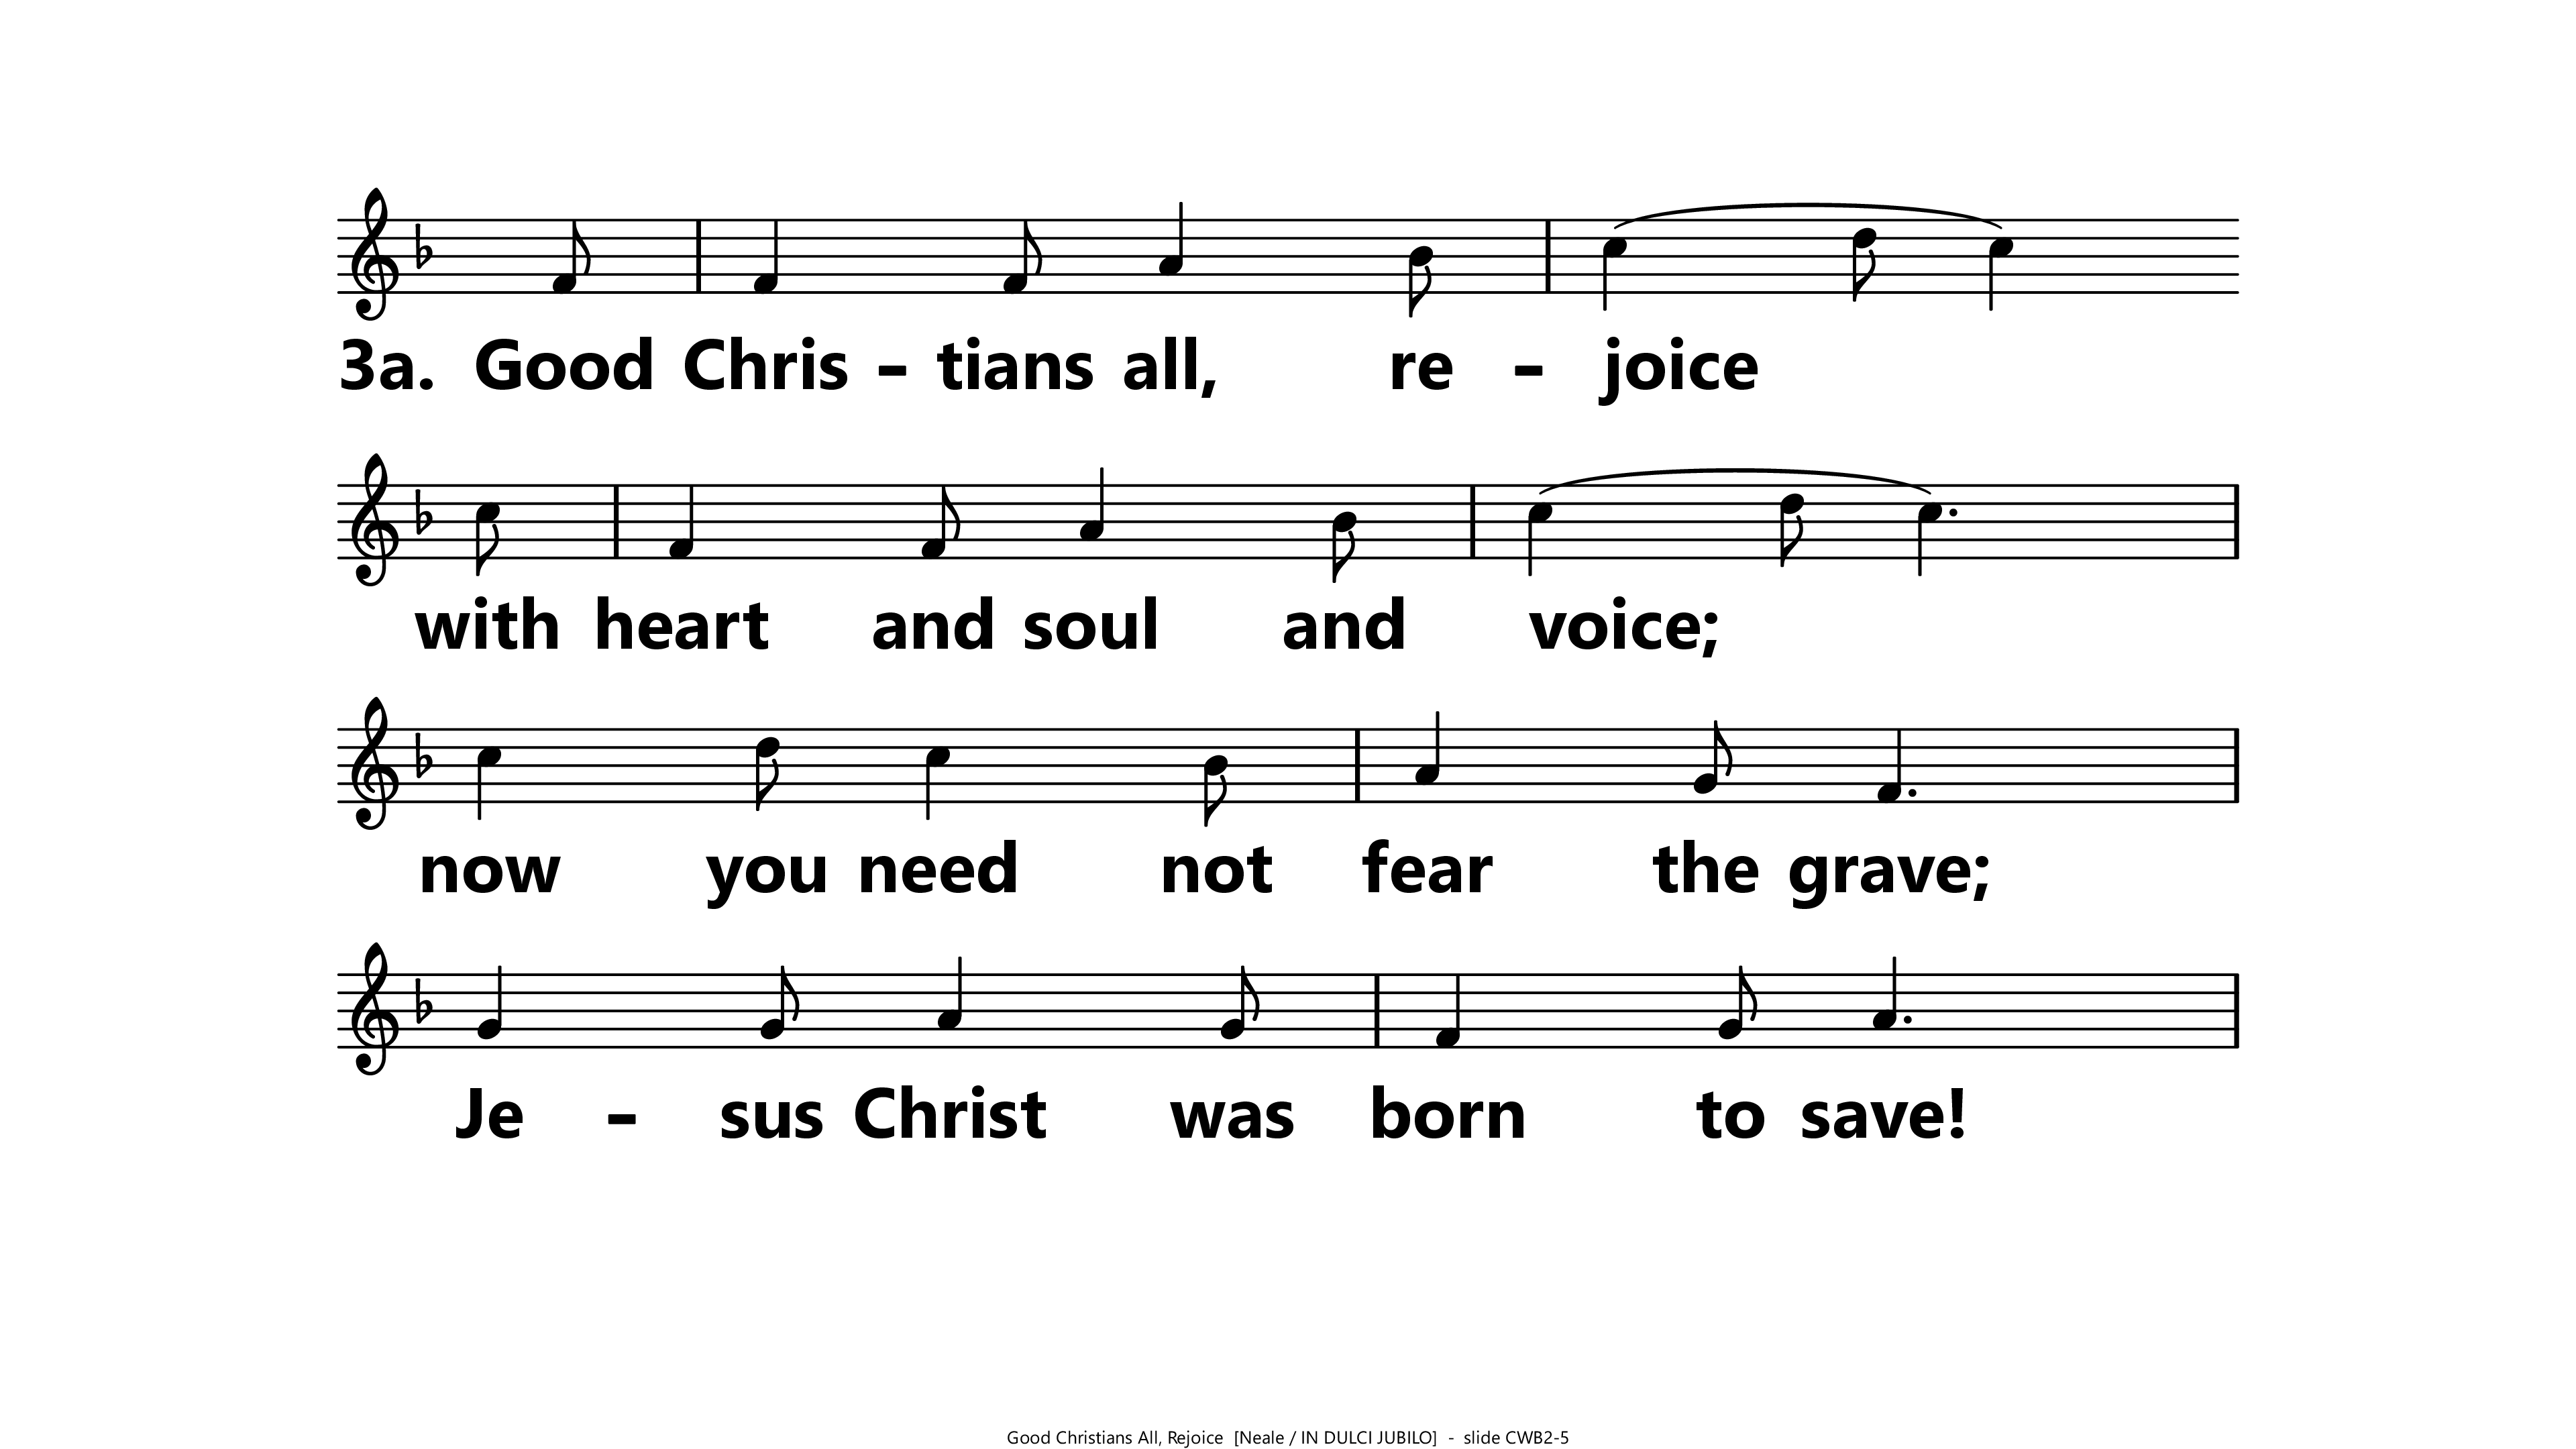 3a. Good Chris - tians all, re - joice
with heart and soul and voice;
now you need not fear the grave;
Je - sus Christ was born to save!
Good Christians All, Rejoice [Neale / IN DULCI JUBILO] - slide CWB2-5